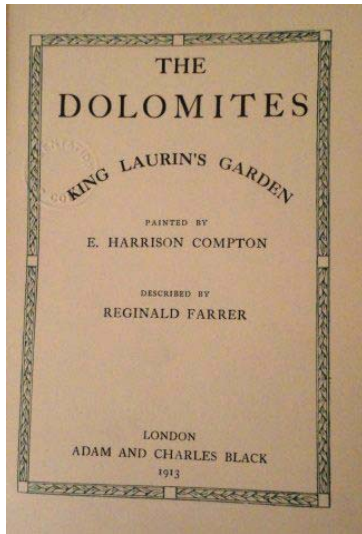 THE
DOLOMITES
KING LAURIN'S GARDEN
PAINTED BY
E. HARRISON COMPTON
DESCRIBED BY
REGINALD FARRER
LONDON
ADAM AND CHARLES BLACK
1913